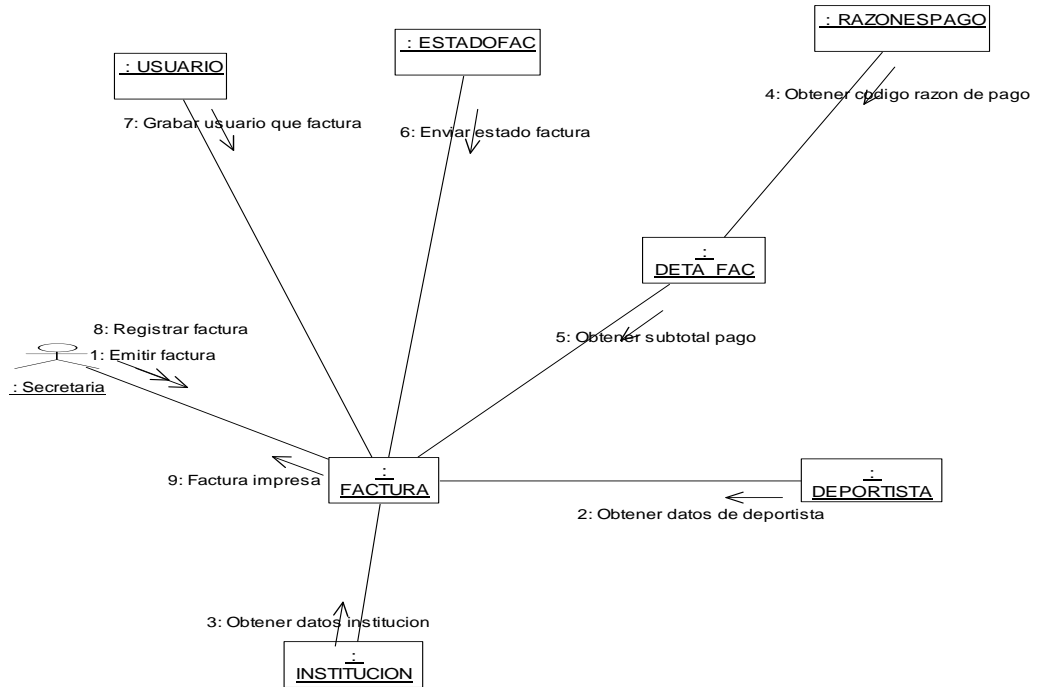 : RAZONESPAGO
: ESTADOFAC
: USUARIO
4: Obtener codigo razon de pago
7: Grabar usuario que factura
6: Enviar estado factura
:
DETA_FAC
8: Registrar factura
5: Obtener subtotal pago
1: Emitir factura
: Secretaria
9: Factura impresa
:
FACTURA
:
DEPORTISTA
2: Obtener datos de deportista
3: Obtener datos institucion
:
INSTITUCION